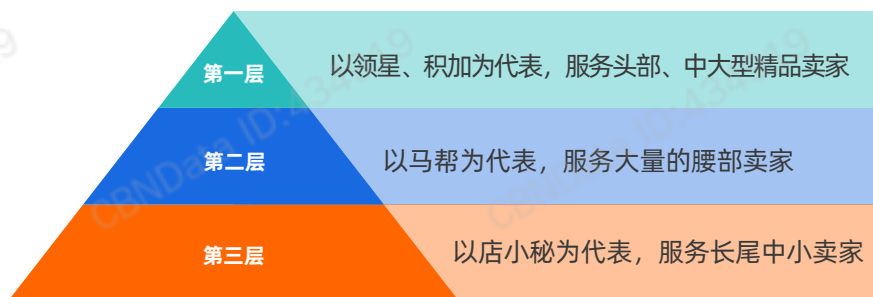 第一层
以领星、积加为代表，服务头部、中大型精品卖家
第二层
以马帮为代表，服务大量的腰部卖家
第三层
以店小秘为代表，服务长尾中小卖家